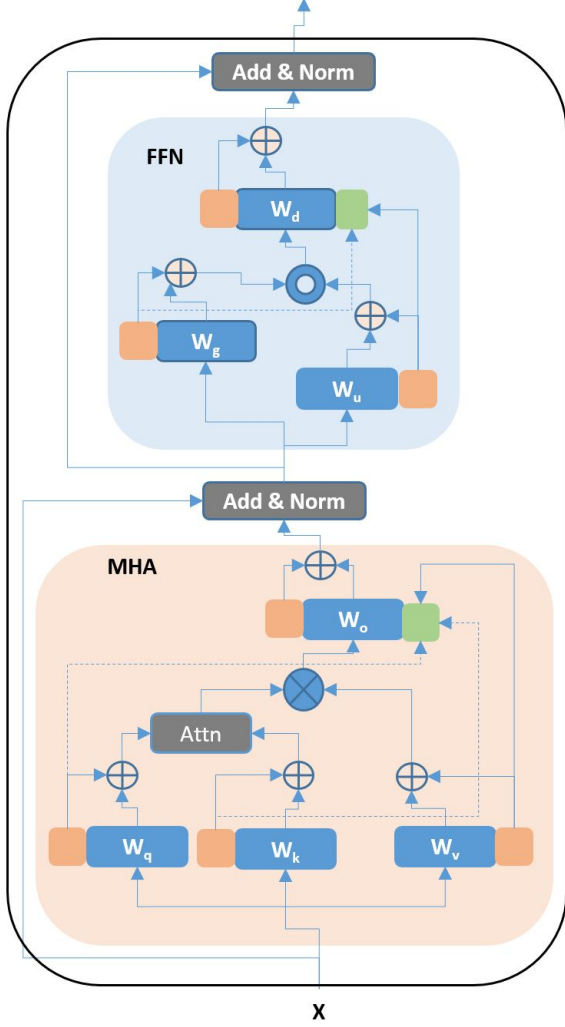 Add & Norm
FFN
W_d
W_g
W_u
Add & Norm
MHA
W_o
Attn
W_q
W_k
W_v
X